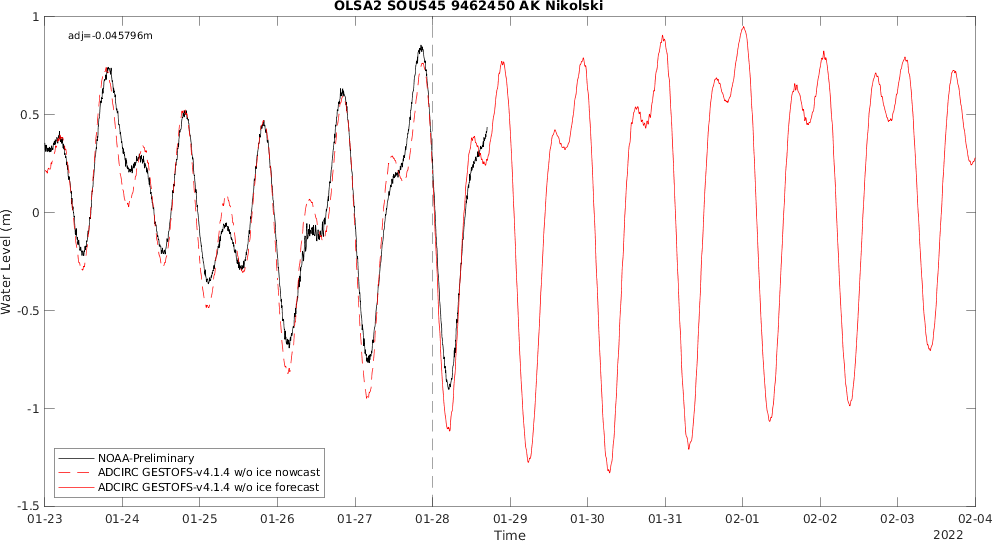 OLSA2 SOUS45 9462450 AK Nikolski
adj=-0.045796m
1
0.5
0
-0.5
-1
-1.5
Water Level (m)
NOAA-Preliminary
ADCIRC GESTOFS-v4.1.4 w/o ice nowcast
ADCIRC GESTOFS-v4.1.4 w/o ice forecast
01-23 01-24 01-25 01-26 01-27 01-28 01-29 01-30 01-31 02-01 02-02 02-03 02-04
Time
2022